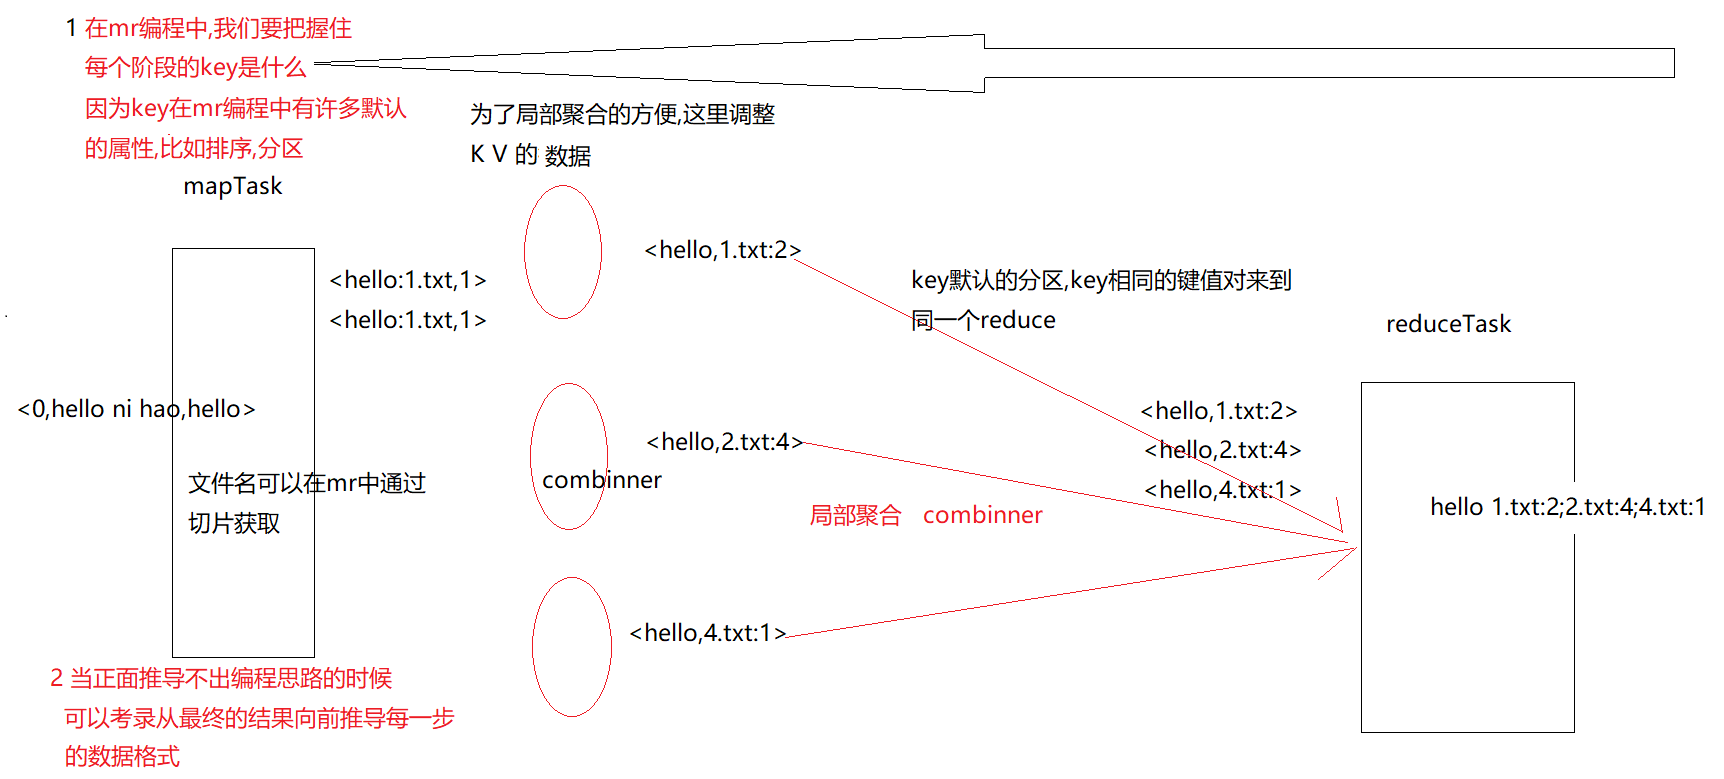 1 在mr编程中,我们要把握住
每个阶段的key是什么
因为key在mr编程中有许多默认
的属性,比如排序,分区
为了局部聚合的方便,这里调整
K V 的 数据
mapTask
<hello:1.txt,1>
<hello:1.txt,1>
<0,hello ni hao,hello>
文件名可以在mr中通过
切片获取
<hello,1.txt:2>
<hello,2.txt:4>
combinner
<hello,4.txt:1>
局部聚合 combinner
key默认的分区,key相同的键值对来到
同一个reduce
reduceTask
<hello,1.txt:2>
<hello,2.txt:4>
<hello,4.txt:1>
hello 1.txt:2;2.txt:4;4.txt:1
2 当正面推导不出编程思路的时候
可以考录从最终的结果向前推导每一步
的数据格式